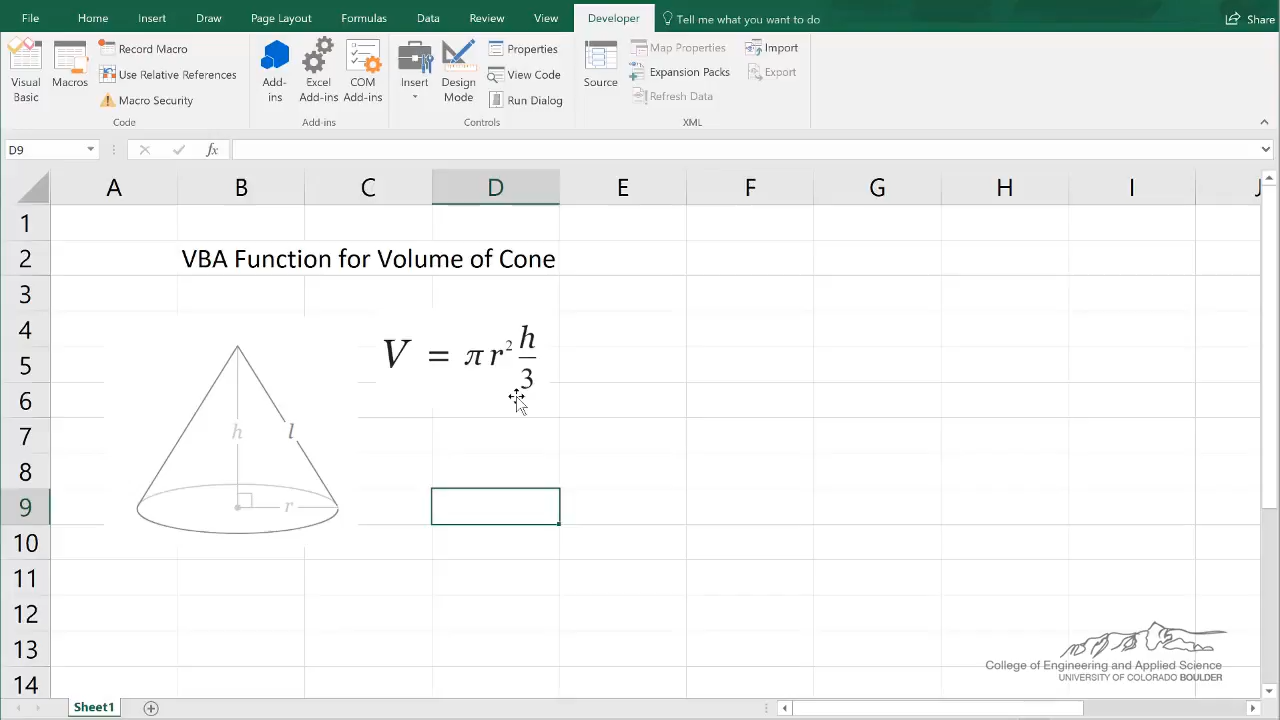 File Home Insert Draw Page Layout Formulas Data Review View Developer Tell me what you want to do Share
Visual Basic
Macros
Record Macro
Use Relative References
Macro Security
Code
Add-ins
Excel Add-ins
COM Add-ins
Add-ins
Insert
Design Mode
Properties
View Code
Run Dialog
Controls
Source
Map Properties
Expansion Packs
Refresh Data
Import
Export
XML
D9 fx
A B C D E F G H I J
1
2 VBA Function for Volume of Cone
3
4
5
V = π r² h/3
6
7
h l
8
9
r
10
11
12
13
College of Engineering and Applied Science
UNIVERSITY OF COLORADO BOULDER
14
Sheet1